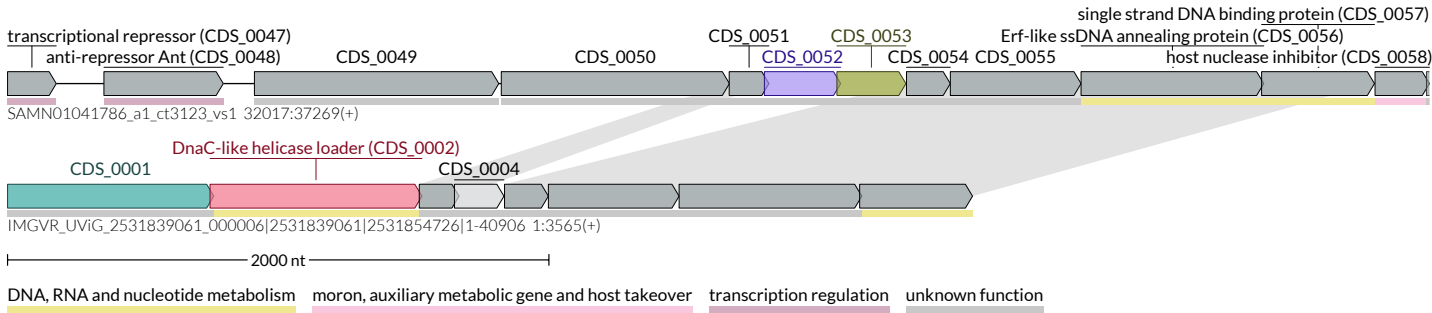 single strand DNA binding protein (CDS_0057)
transcriptional repressor (CDS_0047) CDS_0051 CDS_0053 Erf-like ssDNA annealing protein (CDS_0056)
anti-repressor Ant (CDS_0048) CDS_0049 CDS_0050 CDS_0052 CDS_0054 CDS_0055 host nuclease inhibitor (CDS_0058)
SAMN01041786_a1_ct3123_vs1 32017:37269(+)
DnaC-like helicase loader (CDS_0002)
CDS_0001 CDS_0004
IMGVR_UViG_2531839061_000006|2531839061|2531854726|1-40906 1:3565(+)
2000 nt
DNA, RNA and nucleotide metabolism moron, auxiliary metabolic gene and host takeover transcription regulation unknown function